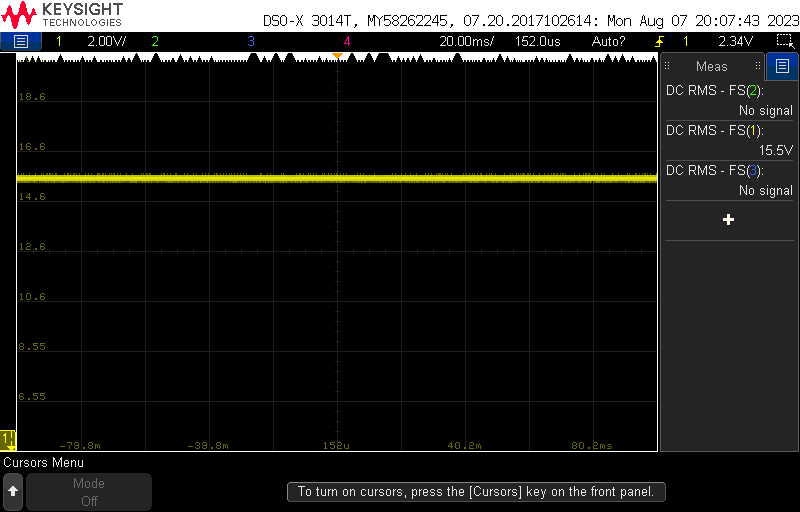 KEYSIGHT
TECHNOLOGIES
DSO-X 3014T, MY58262245, 07.20.2017102614: Mon Aug 07 20:07:43 2023
1 2.00V/ 2 3 4 20.00ms/ 152.0us Auto? 1 2.34V
Meas
18.6
16.6
14.6
12.6
10.6
8.55
6.55
-79.8m -39.8m 152u 40.2m 80.2ms
1
DC RMS - FS(2):
No signal
DC RMS - FS(1):
15.5V
DC RMS - FS(3):
No signal
Cursors Menu
Mode
Off
To turn on cursors, press the [Cursors] key on the front panel.